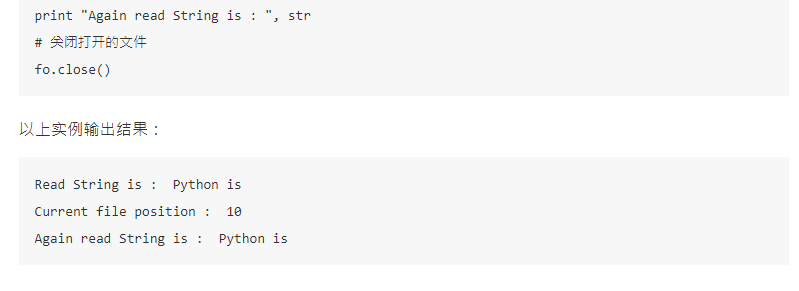 print "Again read String is : ", str
# 关闭打开的文件
fo.close()
以上实例输出结果：
Read String is :  Python is
Current file position :  10
Again read String is :  Python is